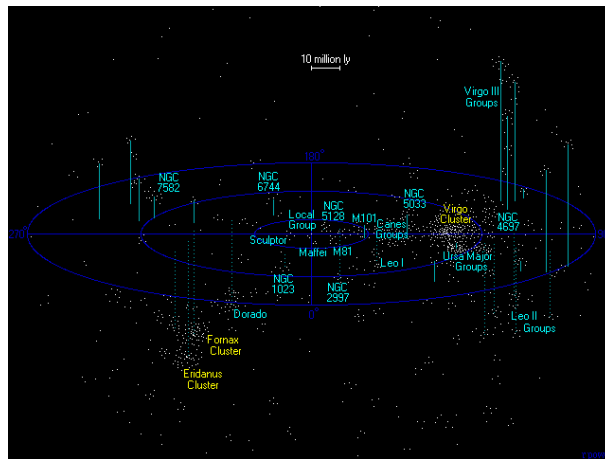 10 million ly
Virgo III
Groups
180°
NGC
7582
NGC
6744
NGC
5033
NGC
5128
M101
Virgo
Cluster
NGC
4697
Local
Group
Canes
Groups
Sculptor
Maffei
M81
Leo I
Ursa Major
Groups
NGC
1023
NGC
2997
Dorado
0°
Leo II
Groups
Fornax
Cluster
Eridanus
Cluster